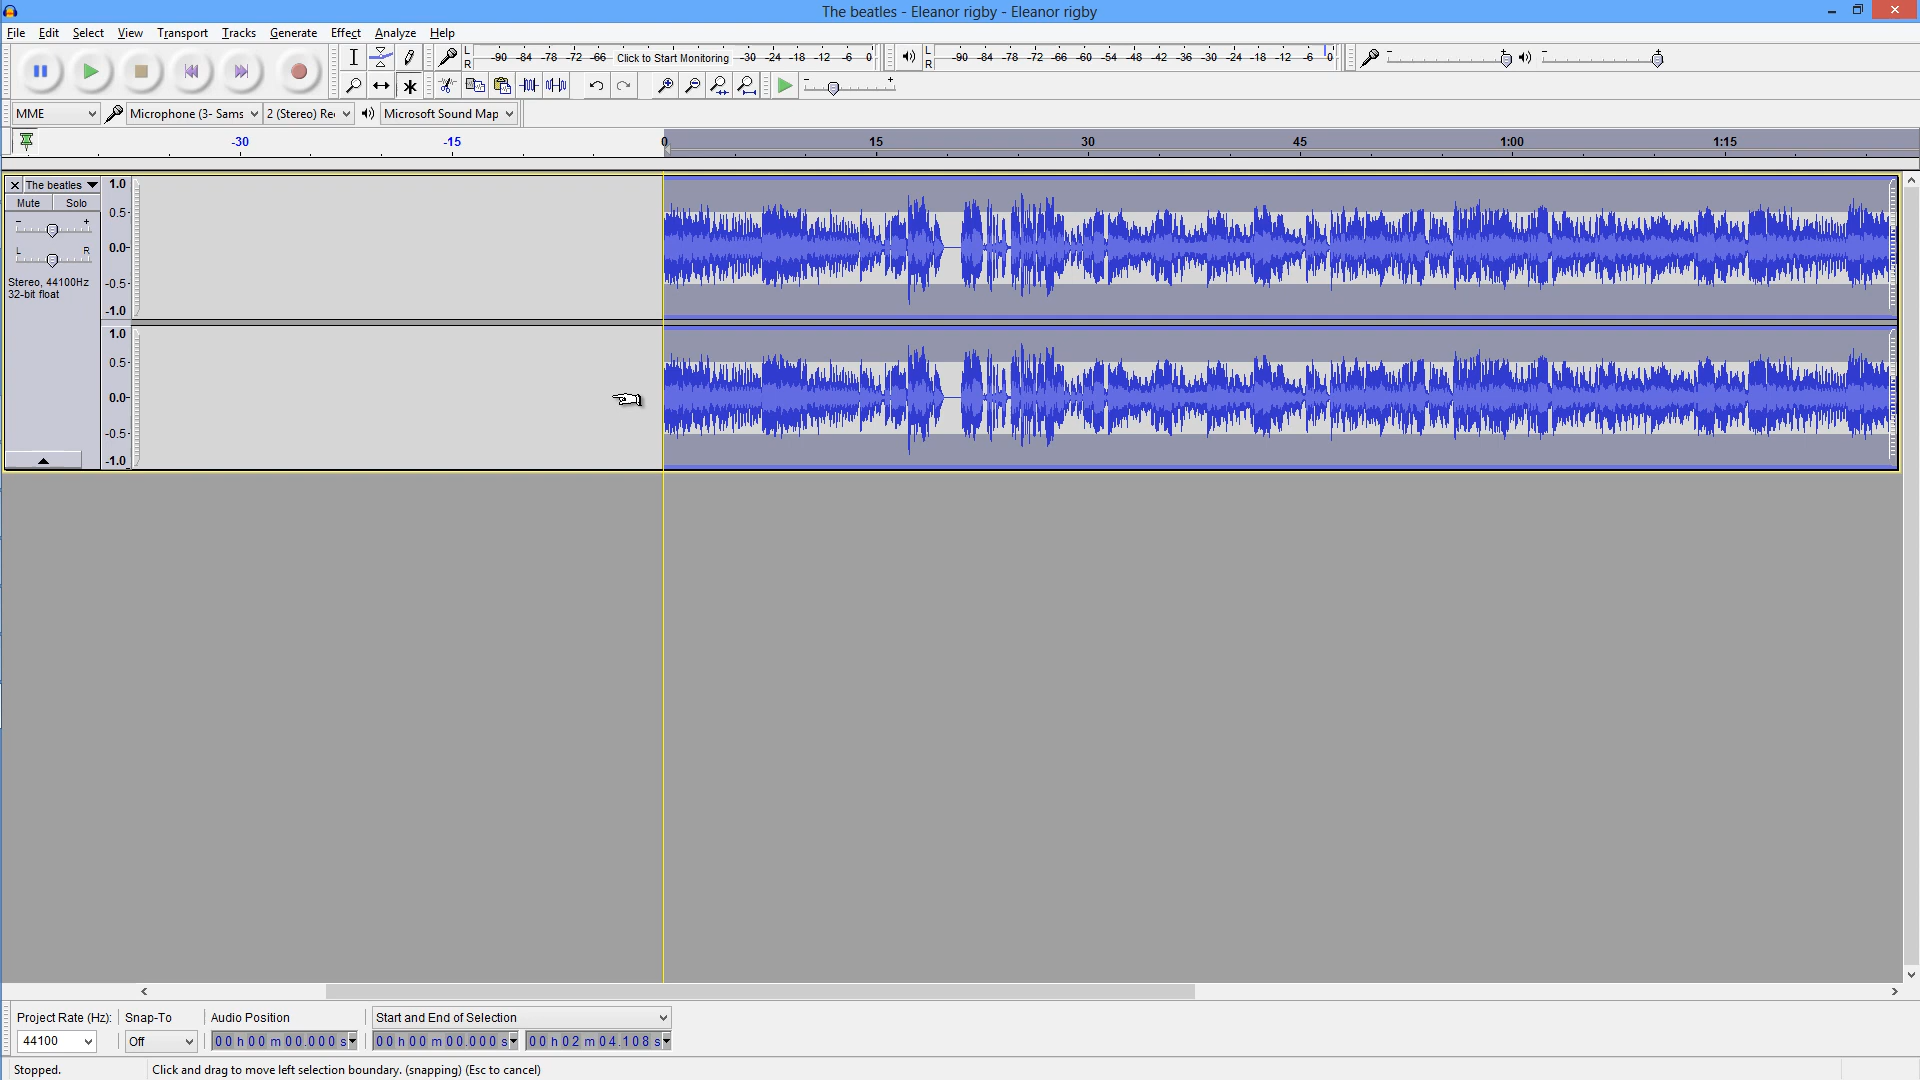 The beatles - Eleanor rigby - Eleanor rigby
File Edit Select View Transport Tracks Generate Effect Analyze Help
L R -90 -84 -78 -72 -66 Click to Start Monitoring -30 -24 -18 -12 -6 0 L R -90 -84 -78 -72 -66 -60 -54 -48 -42 -36 -30 -24 -18 -12 -6 0 - + - +
- +
MME Microphone (3- Sams 2 (Stereo) Re Microsoft Sound Map
-30 -15 0 15 30 45 1:00 1:15
The beatles 1.0
Mute Solo
- + 0.5
L R 0.0
Stereo, 44100Hz -0.5
32-bit float
-1.0
1.0
0.5
0.0
-0.5
-1.0
Project Rate (Hz): Snap-To Audio Position Start and End of Selection
44100 Off 00 h 00 m 00.000 s 00 h 00 m 00.000 s 00 h 02 m 04.108 s
Stopped. Click and drag to move left selection boundary. (snapping) (Esc to cancel)